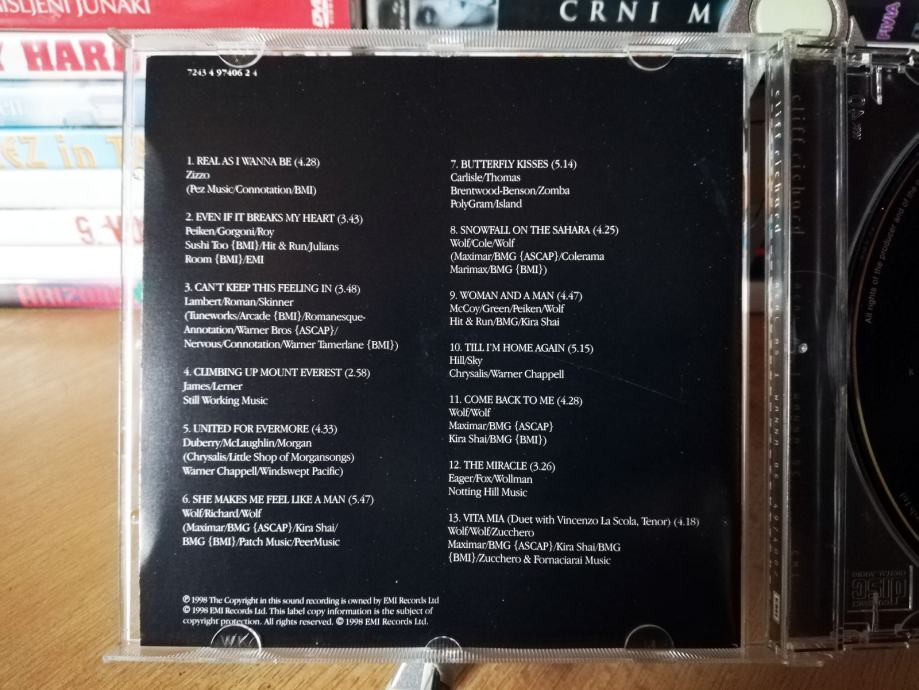 IŠLJENI JUNAKI
CRNI M
Y HARR
€Z in T
7243 4 97406 2 4
1. REAL AS I WANNA BE (4.28)
Zizzo
(Pez Music/Connotation/BMI)
2. EVEN IF IT BREAKS MY HEART (3.43)
Peiken/Gorgoni/Roy
Sushi Too {BMI}/Hit & Run/Julians
Room {BMI}/EMI
3. CAN'T KEEP THIS FEELING IN (3.48)
Lambert/Roman/Skinner
(Tuneworks/Arcade {BMI}/Romanesque-
Annotation/Warner Bros {ASCAP}/
Nervous/Connotation/Warner Tamerlane {BMI})
4. CLIMBING UP MOUNT EVEREST (2.58)
James/Lerner
Still Working Music
5. UNITED FOR EVERMORE (4.33)
Duberry/McLaughlin/Morgan
(Chrysalis/Little Shop of Morgansongs)
Warner Chappell/Windswept Pacific)
6. SHE MAKES ME FEEL LIKE A MAN (5.47)
Wolf/Richard/Wolf
(Maximar/BMG {ASCAP}/Kira Shai/
BMG {BMI}/Patch Music/PeerMusic
7. BUTTERFLY KISSES (5.14)
Carlisle/Thomas
Brentwood-Benson/Zomba
PolyGram/Island
8. SNOWFALL ON THE SAHARA (4.25)
Wolf/Cole/Wolf
(Maximar/BMG {ASCAP}/Colerama
Marimax/BMG {BMI})
9. WOMAN AND A MAN (4.47)
McCoy/Green/Peiken/Wolf
Hit & Run/BMG/Kira Shai
10. TILL I'M HOME AGAIN (5.15)
Hill/Sky
Chrysalis/Warner Chappell
11. COME BACK TO ME (4.28)
Wolf/Wolf
Maximar/BMG {ASCAP}
Kira Shai/BMG {BMI})
12. THE MIRACLE (3.26)
Eager/Fox/Wollman
Notting Hill Music
13. VITA MIA (Duet with Vincenzo La Scola, Tenor) (4.18)
Wolf/Wolf/Zucchero
Maximar/BMG {ASCAP}/Kira Shai/BMG
{BMI}/Zucchero & Fornaciarai Music
℗ 1998 The Copyright in this sound recording is owned by EMI Records Ltd
© 1998 EMI Records Ltd. This label copy information is the subject of
copyright protection. All rights reserved. © 1998 EMI Records Ltd.
cliff richard
All rights of the producer and of the
disc